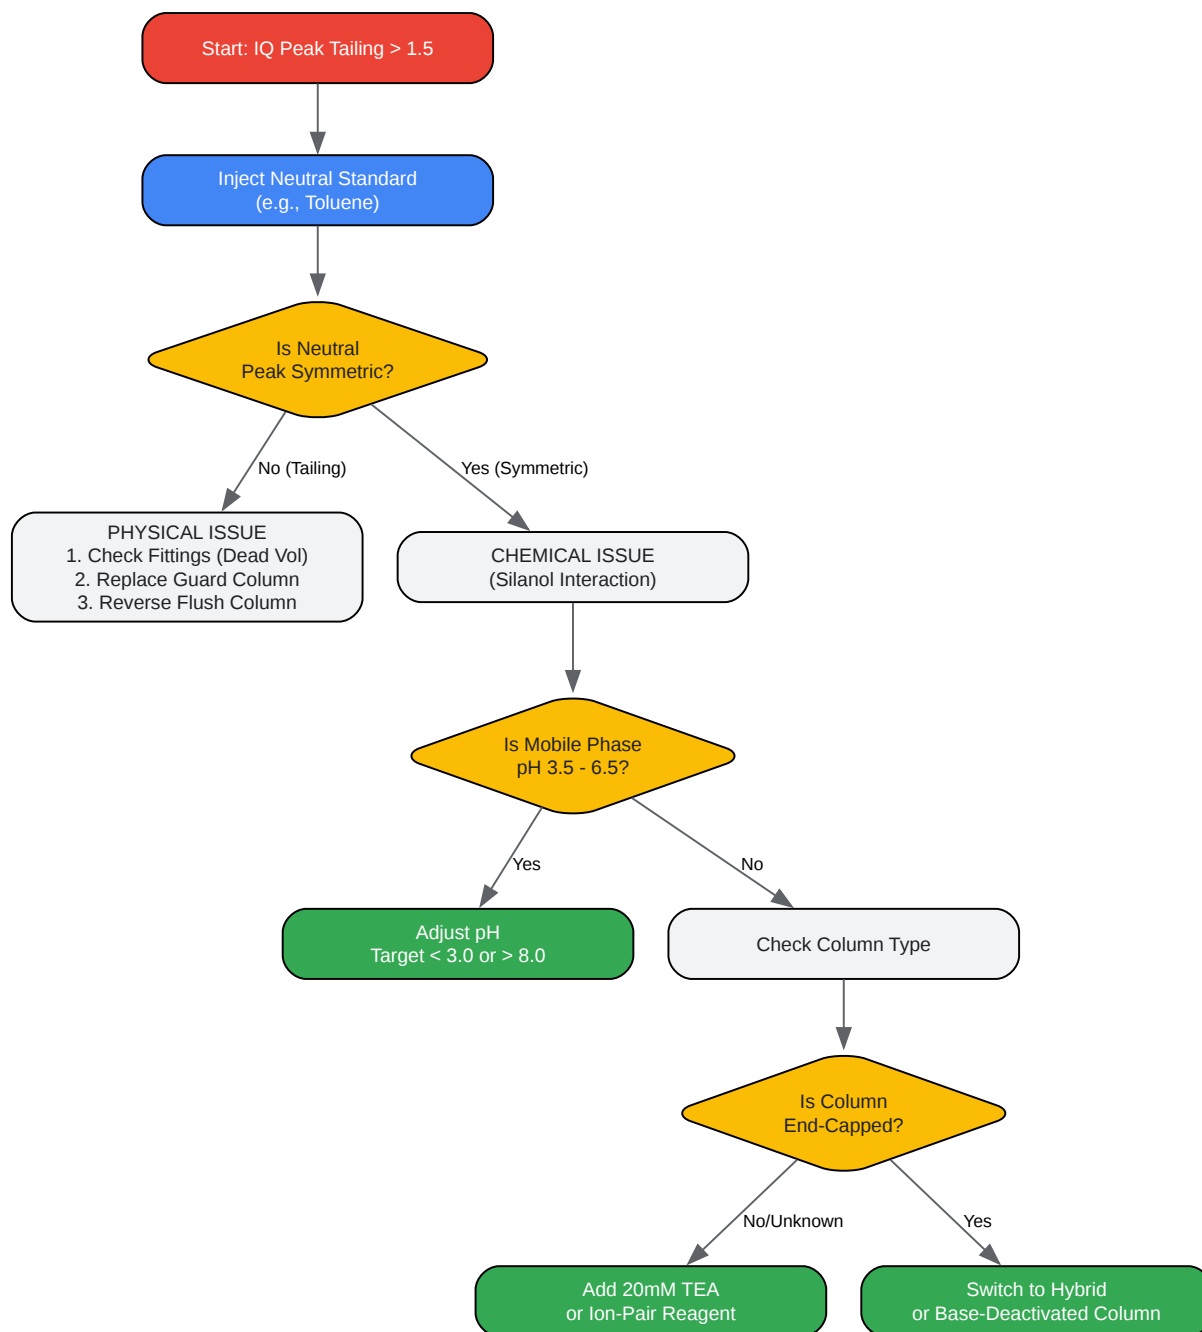 Start: IQ Peak Tailing > 1.5
Inject Neutral Standard
(e.g., Toluene)
Is Neutral
Peak Symmetric?
No (Tailing)
Yes (Symmetric)
PHYSICAL ISSUE
1. Check Fittings (Dead Vol)
2. Replace Guard Column
3. Reverse Flush Column
CHEMICAL ISSUE
(Silanol Interaction)
Is Mobile Phase
pH 3.5 - 6.5?
Yes
No
Adjust pH
Target < 3.0 or > 8.0
Check Column Type
Is Column
End-Capped?
No/Unknown
Yes
Add 20mM TEA
or Ion-Pair Reagent
Switch to Hybrid
or Base-Deactivated Column